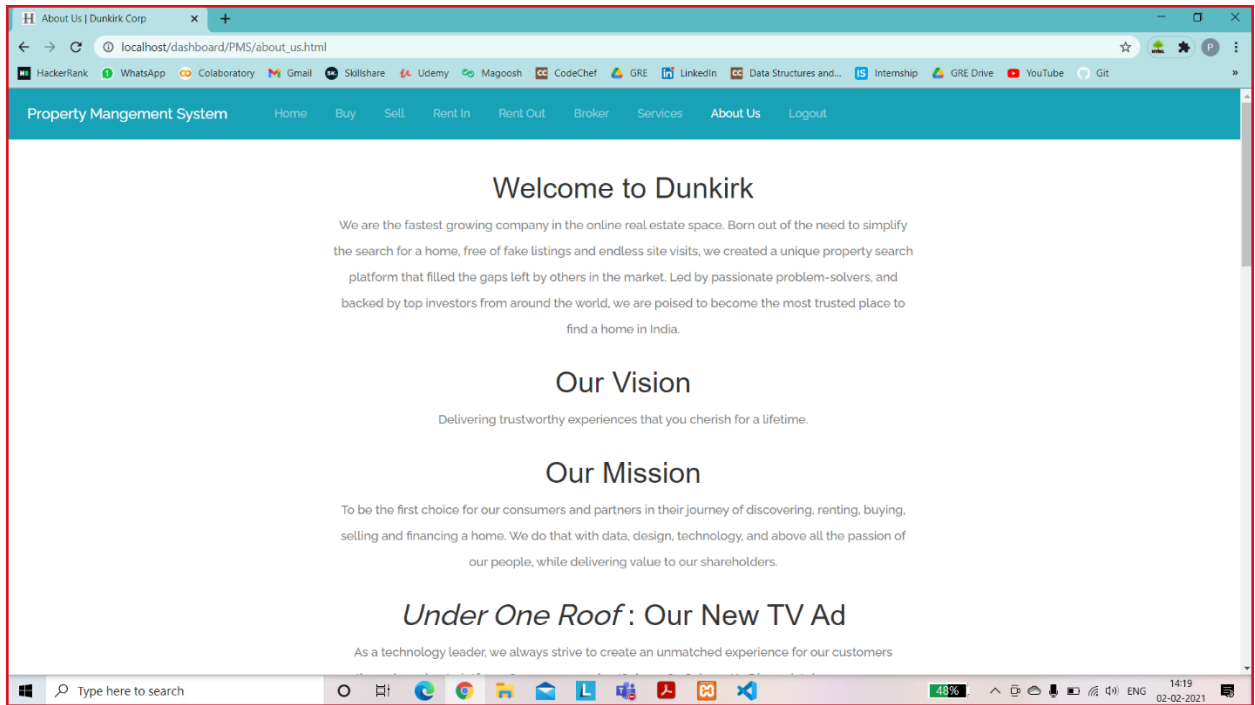 About Us | Dunkirk Corp
localhost/dashboard/PMS/about_us.html
P
HackerRank WhatsApp Colaboratory Gmail Skillshare Udemy Magoosh CodeChef GRE LinkedIn Data Structures and... Internship GRE Drive YouTube Git »
Property Mangement System Home Buy Sell Rent In Rent Out Broker Services About Us Logout
Welcome to Dunkirk
We are the fastest growing company in the online real estate space. Born out of the need to simplify
the search for a home, free of fake listings and endless site visits, we created a unique property search
platform that filled the gaps left by others in the market. Led by passionate problem-solvers, and
backed by top investors from around the world, we are poised to become the most trusted place to
find a home in India.
Our Vision
Delivering trustworthy experiences that you cherish for a lifetime.
Our Mission
To be the first choice for our consumers and partners in their journey of discovering, renting, buying,
selling and financing a home. We do that with data, design, technology, and above all the passion of
our people, while delivering value to our shareholders.
Under One Roof : Our New TV Ad
As a technology leader, we always strive to create an unmatched experience for our customers
Type here to search
48%
ENG
14:19
02-02-2021